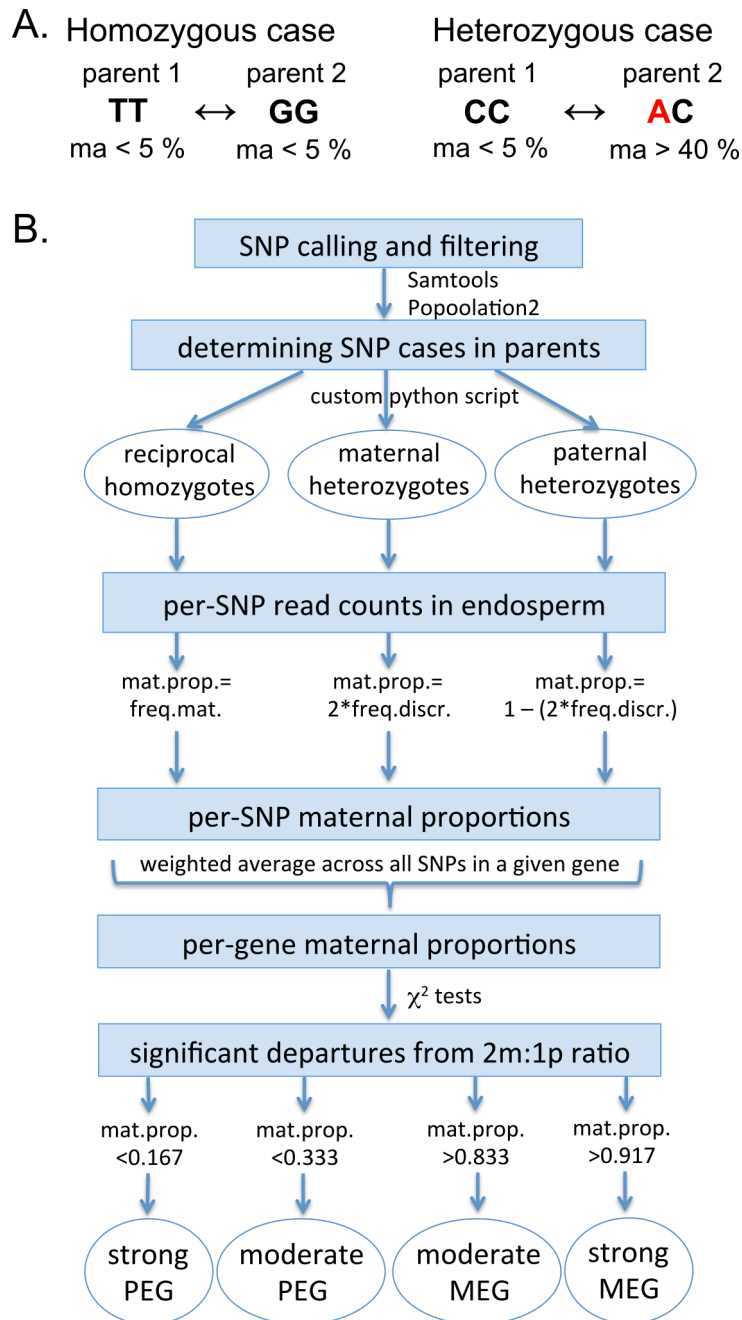 A. Homozygous case Heterozygous case
parent 1 parent 2 parent 1 parent 2
TT ↔ GG CC ↔ AC
ma < 5 % ma < 5 % ma < 5 % ma > 40 %
B.
SNP calling and filtering
Samtools
Popoolation2
determining SNP cases in parents
custom python script
reciprocal homozygotes
maternal heterozygotes
paternal heterozygotes
per-SNP read counts in endosperm
mat.prop.= mat.prop.= mat.prop.=
freq.mat. 2*freq.discr. 1 – (2*freq.discr.)
per-SNP maternal proportions
weighted average across all SNPs in a given gene
per-gene maternal proportions
χ² tests
significant departures from 2m:1p ratio
mat.prop. mat.prop. mat.prop. mat.prop.
<0.167 <0.333 >0.833 >0.917
strong moderate moderate strong
PEG PEG MEG MEG